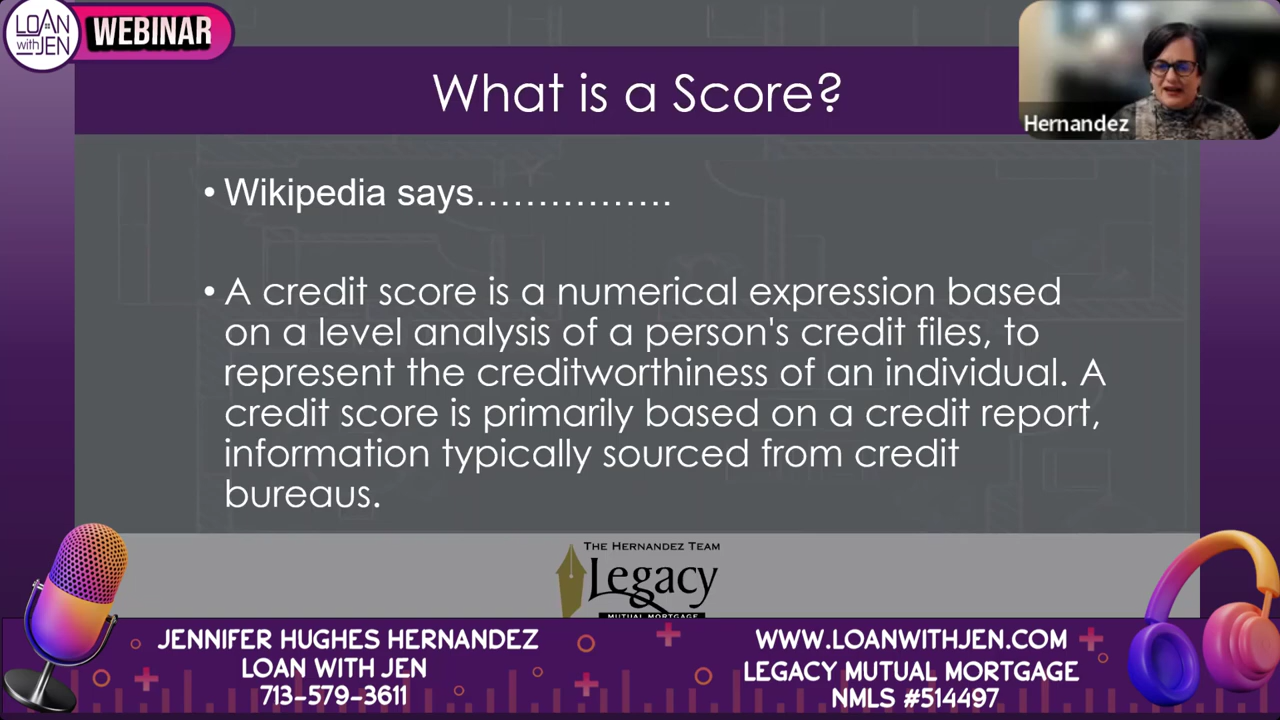 LOAN
with JEN
WEBINAR
What is a Score?
Hernandez
• Wikipedia says…………….
• A credit score is a numerical expression based
on a level analysis of a person's credit files, to
represent the creditworthiness of an individual. A
credit score is primarily based on a credit report,
information typically sourced from credit
bureaus.
THE HERNANDEZ TEAM
Legacy
MUTUAL MORTGAGE
JENNIFER HUGHES HERNANDEZ
LOAN WITH JEN
713-579-3611
WWW.LOANWITHJEN.COM
LEGACY MUTUAL MORTGAGE
NMLS #514497